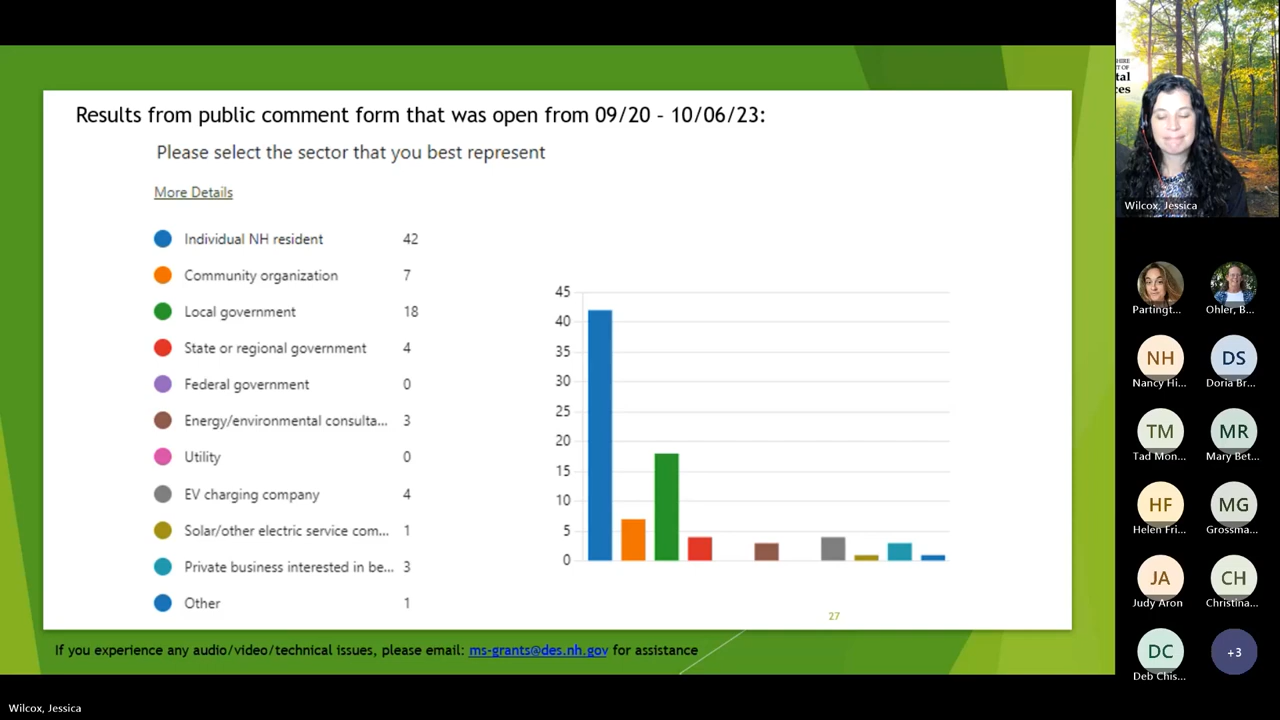 Results from public comment form that was open from 09/20 - 10/06/23:
Please select the sector that you best represent
More Details
Individual NH resident 42
Community organization 7
Local government 18
State or regional government 4
Federal government 0
Energy/environmental consulta... 3
Utility 0
EV charging company 4
Solar/other electric service com... 1
Private business interested in be... 3
Other 1
45
40
35
30
25
20
15
10
5
0
27
If you experience any audio/video/technical issues, please email: ms-grants@des.nh.gov for assistance
Wilcox, Jessica
HIRE
T OF
tal
ces
Wilcox, Jessica
Partingt... Ohler, B...
NH DS
Nancy Hi... Doria Br...
TM MR
Tad Mon... Mary Bet...
HF MG
Helen Fri... Grossma...
JA CH
Judy Aron Christina...
DC +3
Deb Chis...